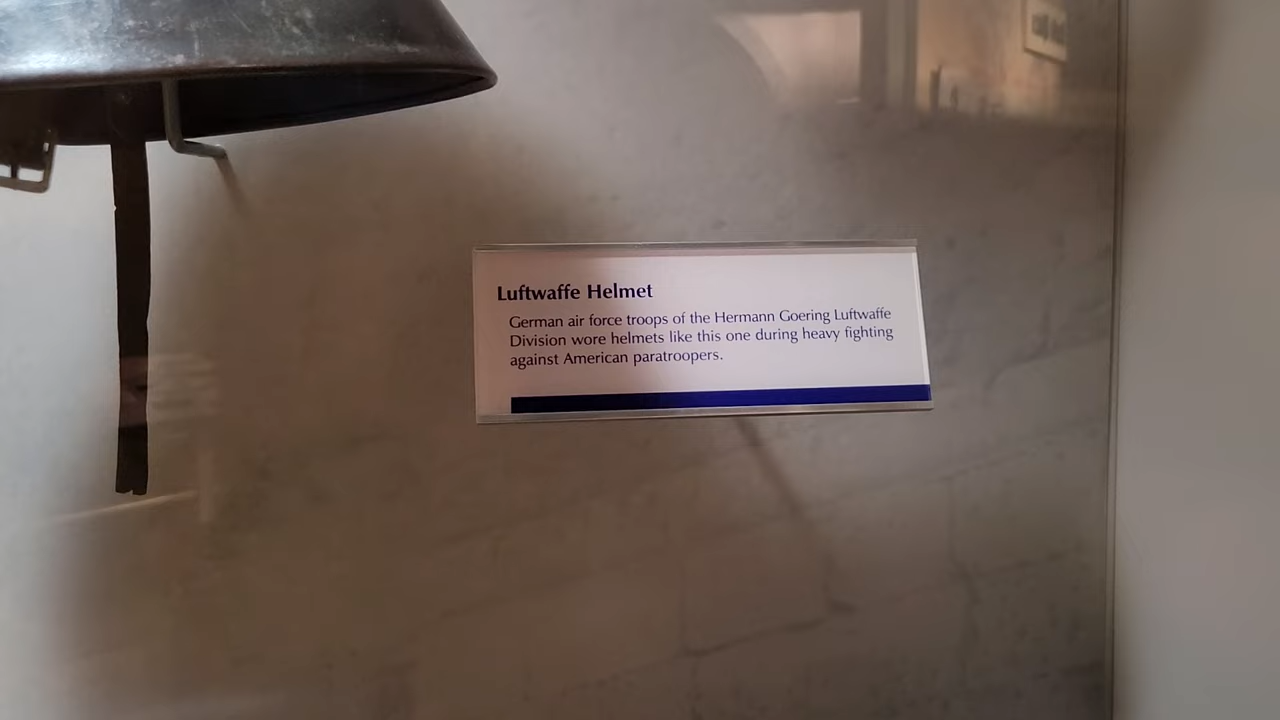 Luftwaffe Helmet
German air force troops of the Hermann Goering Luftwaffe
Division wore helmets like this one during heavy fighting
against American paratroopers.